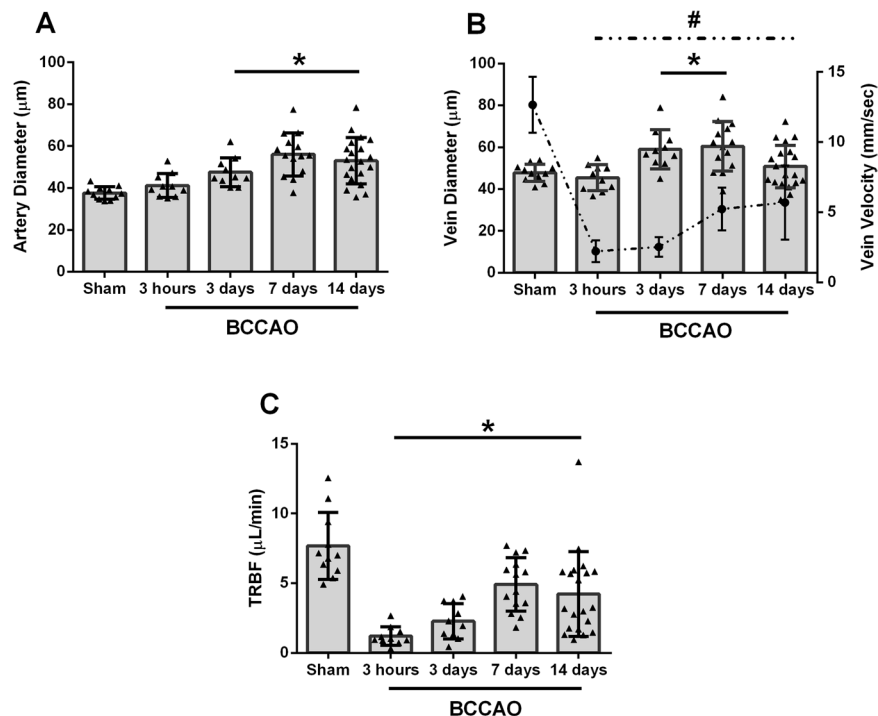 A
*
Artery Diameter (μm)
100
80
60
40
20
0
Sham 3 hours 3 days 7 days 14 days
BCCAO
B
#
*
Vein Diameter (μm)
100
80
60
40
20
0
15
10
5
0
Vein Velocity (mm/sec)
Sham 3 hours 3 days 7 days 14 days
BCCAO
C
*
TRBF (μL/min)
15
10
5
0
Sham 3 hours 3 days 7 days 14 days
BCCAO